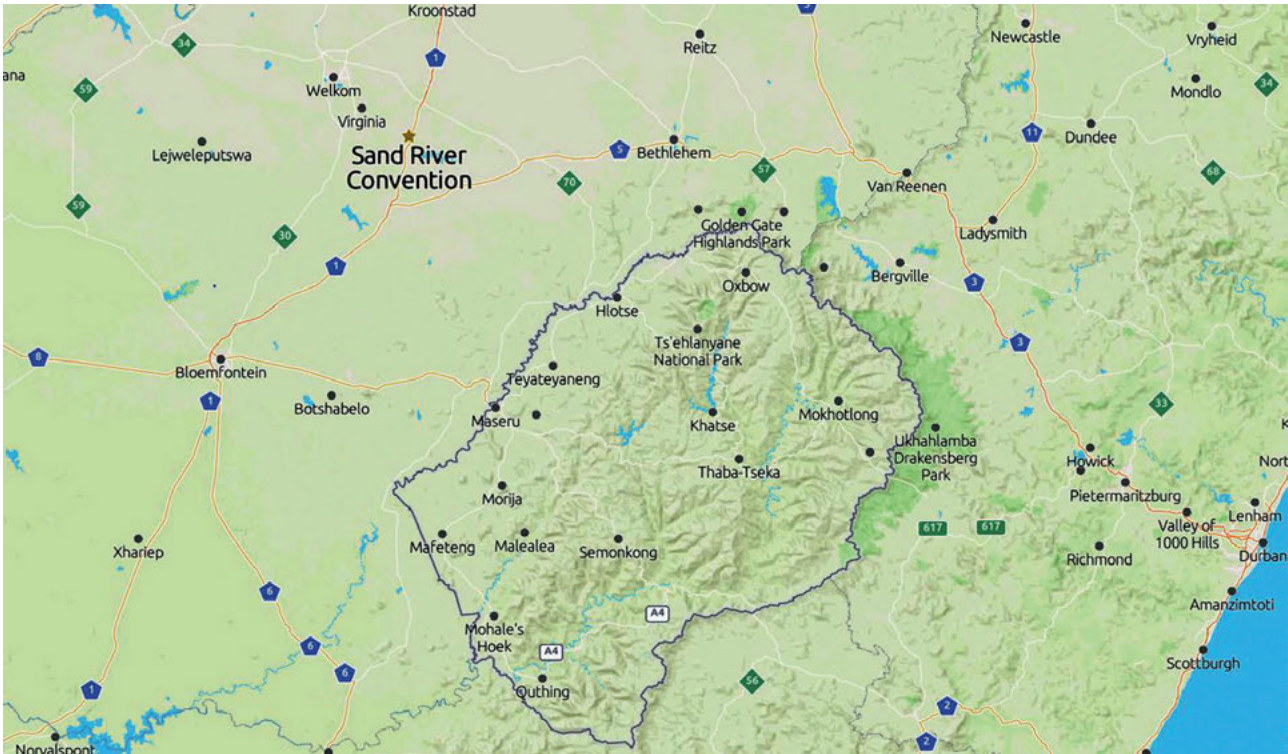 Kroonstad
34
1
3
Reitz
Newcastle
Vryheid
ana
59
Welkom
Mondlo
34
Virginia
Lejweleputswa
Sand River
Convention
5
Bethlehem
11
Dundee
70
57
Van Reenen
68
59
30
Golden Gate
Highlands Park
Ladysmith
1
Oxbow
Bergville
3
Hlotse
8
Bloemfontein
Ts'ehlanyane
National Park
3
Teyateyaneng
1
Botshabelo
Maseru
Khatse
Mokhotlong
33
Ukhahlamba
Drakensberg
Park
Thaba-Tseka
Howick
Nort
Morija
Pietermaritzburg
Lenham
Valley of
1000 Hills
Durban
617
617
Xhariep
Mafeteng
Malealea
Semonkong
Richmond
6
Amanzimtoti
Mohale's
Hoek
A4
A4
6
6
Scottburgh
Quthing
56
1
2
2
Norvalspont